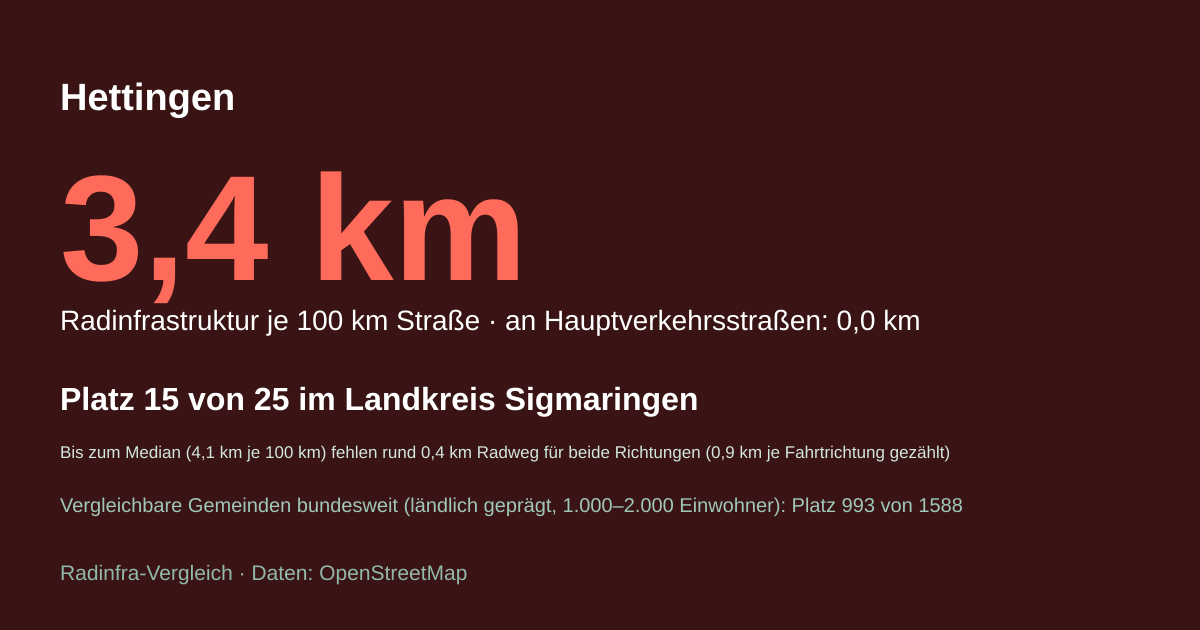 Hettingen
3,4 km
Radinfrastruktur je 100 km Straße · an Hauptverkehrsstraßen: 0,0 km
Platz 15 von 25 im Landkreis Sigmaringen
Bis zum Median (4,1 km je 100 km) fehlen rund 0,4 km Radweg für beide Richtungen (0,9 km je Fahrtrichtung gezählt)
Vergleichbare Gemeinden bundesweit (ländlich geprägt, 1.000–2.000 Einwohner): Platz 993 von 1588
Radinfra-Vergleich · Daten: OpenStreetMap